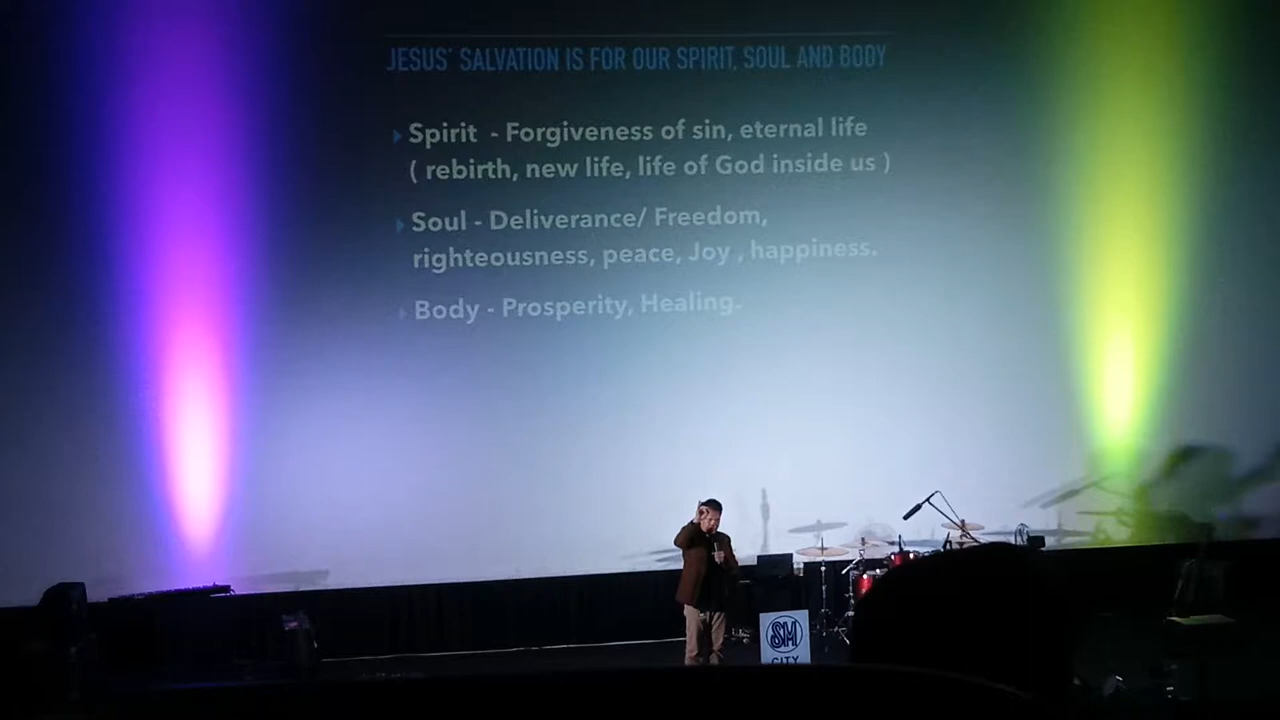 JESUS' SALVATION IS FOR OUR SPIRIT, SOUL AND BODY
Spirit - Forgiveness of sin, eternal life
( rebirth, new life, life of God inside us )
Soul - Deliverance/ Freedom,
righteousness, peace, Joy , happiness.
Body - Prosperity, Healing.
SM
CITY